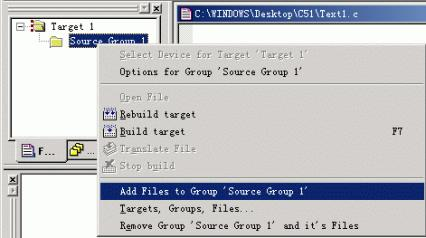 C:\WINDOWS\Desktop\C51\Text1.c
Target 1
Source Group 1
Select Device for Target 'Target 1'
Options for Group 'Source Group 1'
Open File
Rebuild target
Build target F7
Translate File
Stop build
F... ...
Add Files to Group 'Source Group 1'
Targets, Groups, Files...
Remove Group 'Source Group 1' and it's Files